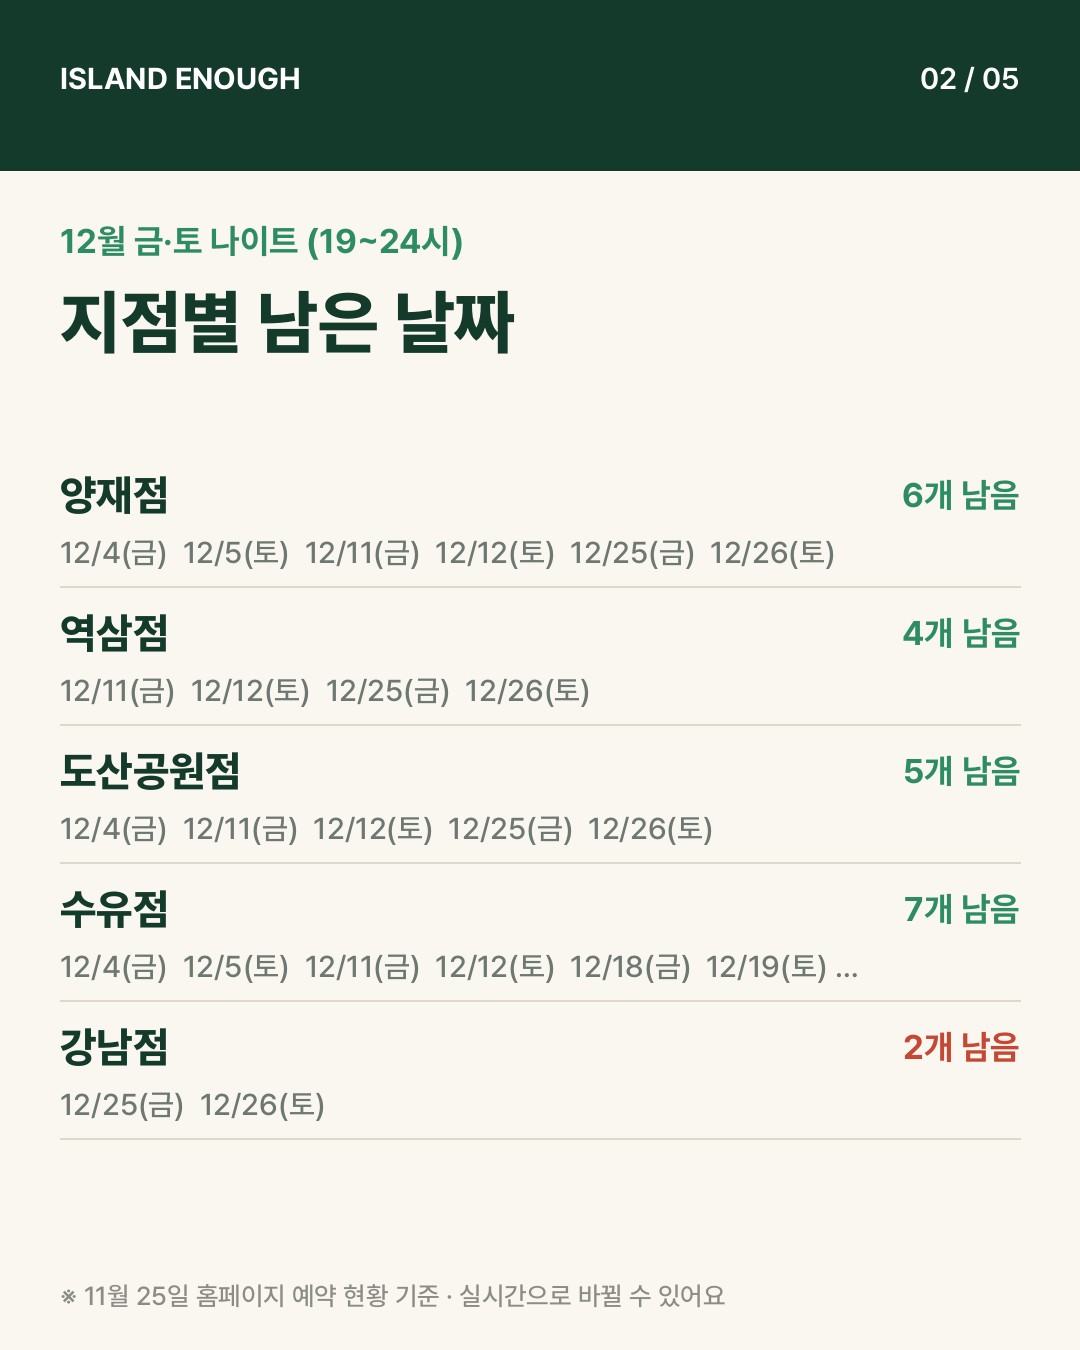 ISLAND ENOUGH
02 / 05
12월 금·토 나이트 (19~24시)
지점별 남은 날짜
양재점
6개 남음
12/4(금) 12/5(토) 12/11(금) 12/12(토) 12/25(금) 12/26(토)
역삼점
4개 남음
12/11(금) 12/12(토) 12/25(금) 12/26(토)
도산공원점
5개 남음
12/4(금) 12/11(금) 12/12(토) 12/25(금) 12/26(토)
수유점
7개 남음
12/4(금) 12/5(토) 12/11(금) 12/12(토) 12/18(금) 12/19(토) ...
강남점
2개 남음
12/25(금) 12/26(토)
※ 11월 25일 홈페이지 예약 현황 기준 · 실시간으로 바뀔 수 있어요